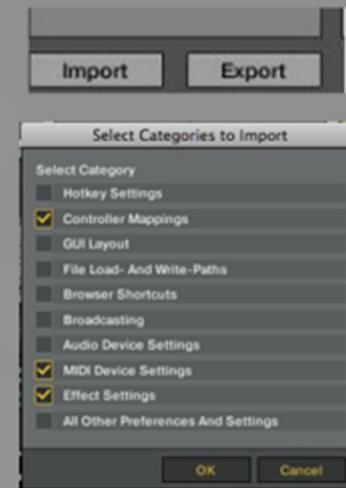 Import Export
Select Categories to Import
Select Category
Hotkey Settings
Controller Mappings
GUI Layout
File Load- And Write-Paths
Browser Shortcuts
Broadcasting
Audio Device Settings
MIDI Device Settings
Effect Settings
All Other Preferences And Settings
OK Cancel